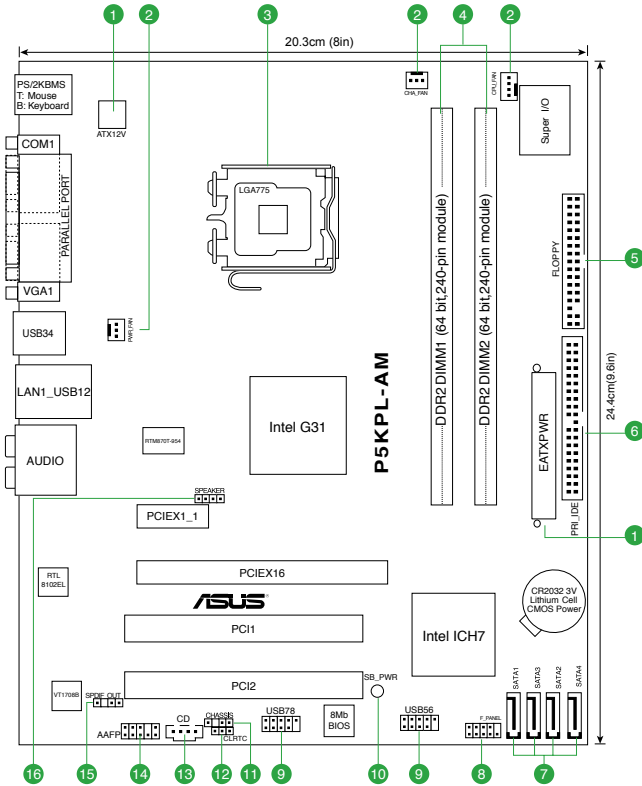 1
2
3
2
4
2
20.3cm (8in)
PS/2KBMS
T: Mouse
B: Keyboard
ATX12V
CHA_FAN
CPU_FAN
Super I/O
COM1
LGA775
PARALLEL PORT
DDR2 DIMM1 (64 bit,240-pin module)
DDR2 DIMM2 (64 bit,240-pin module)
FLOPPY
5
VGA1
PWR_FAN
USB34
24.4cm(9.6in)
LAN1_USB12
Intel G31
P5KPL-AM
EATXPWR
PRI_IDE
6
AUDIO
RTM870T-954
SPEAKER
16
PCIEX1_1
1
RTL
8102EL
PCIEX16
ASUS
CR2032 3V
Lithium Cell
CMOS Power
PCI1
Intel ICH7
PCI2
SB_PWR
SATA1
SATA3
SATA2
SATA4
VT1708B
SPDIF_OUT
AAFP
CD
CHASSIS
CLRTC
USB78
8Mb
BIOS
USB56
F_PANEL
15
14
13
12
11
9
10
9
8
7